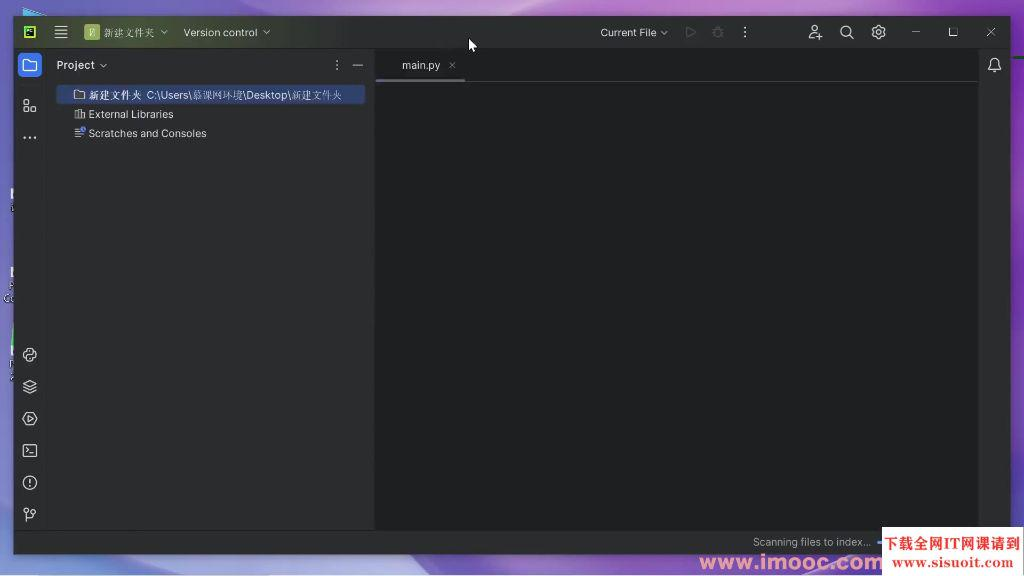 新建文件夹
Version control
Current File
Project
main.py
新建文件夹 C:\Users\慕课网环境\Desktop\新建文件夹
External Libraries
Scratches and Consoles
Scanning files to index...
www.imooc.com
下载全网IT网课请到
www.sisuoit.com